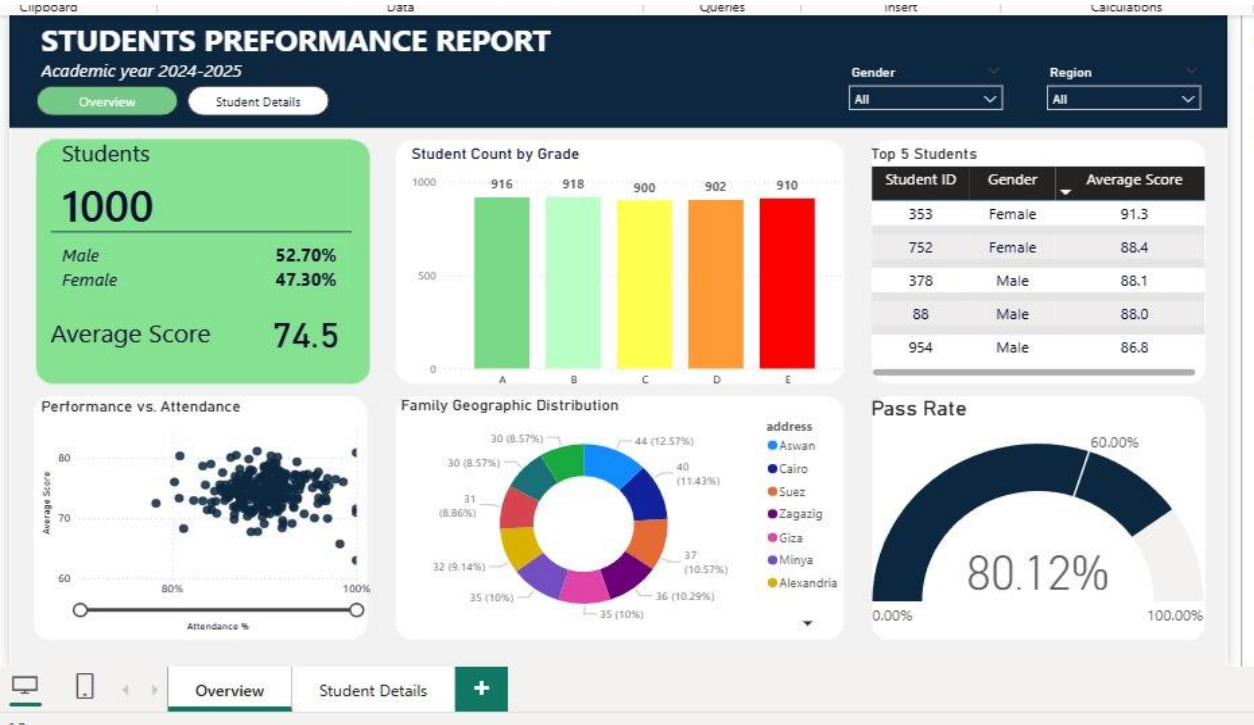 Clipboard Data Queries Insert Calculations
STUDENTS PREFORMANCE REPORT
Academic year 2024-2025
Overview Student Details
Gender Region
All All
Students
1000
Male 52.70%
Female 47.30%
Average Score 74.5
Student Count by Grade
1000
500
0
916 918 900 902 910
A B C D E
Top 5 Students
Student ID Gender Average Score
353 Female 91.3
752 Female 88.4
378 Male 88.1
88 Male 88.0
954 Male 86.8
Performance vs. Attendance
Average Score
80
70
60
80% 100%
Attendance %
Family Geographic Distribution
44 (12.57%)
40
(11.43%)
37
(10.57%)
36 (10.29%)
35 (10%)
35 (10%)
32 (9.14%)
31
(8.86%)
30 (8.57%)
30 (8.57%)
address
Aswan
Cairo
Suez
Zagazig
Giza
Minya
Alexandria
Pass Rate
60.00%
80.12%
0.00% 100.00%
Overview Student Details +